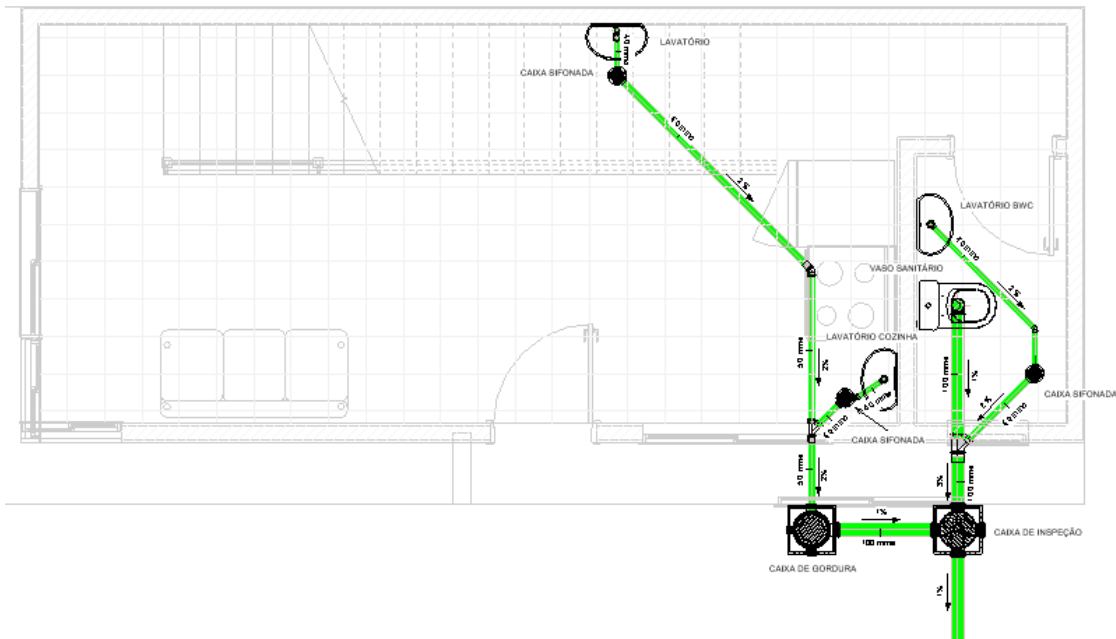 LAVATÓRIO
40 mm
CAIXA SIFONADA
2%
LAVATÓRIO BWC
40 mm
VASO SANITÁRIO
2%
LAVATÓRIO COZINHA
50 mm
2%
100 mm
1%
2%
CAIXA SIFONADA
40 mm
CAIXA SIFONADA
50 mm
2%
100 mm
1%
100 mm
CAIXA DE INSPEÇÃO
CAIXA DE GORDURA
1%